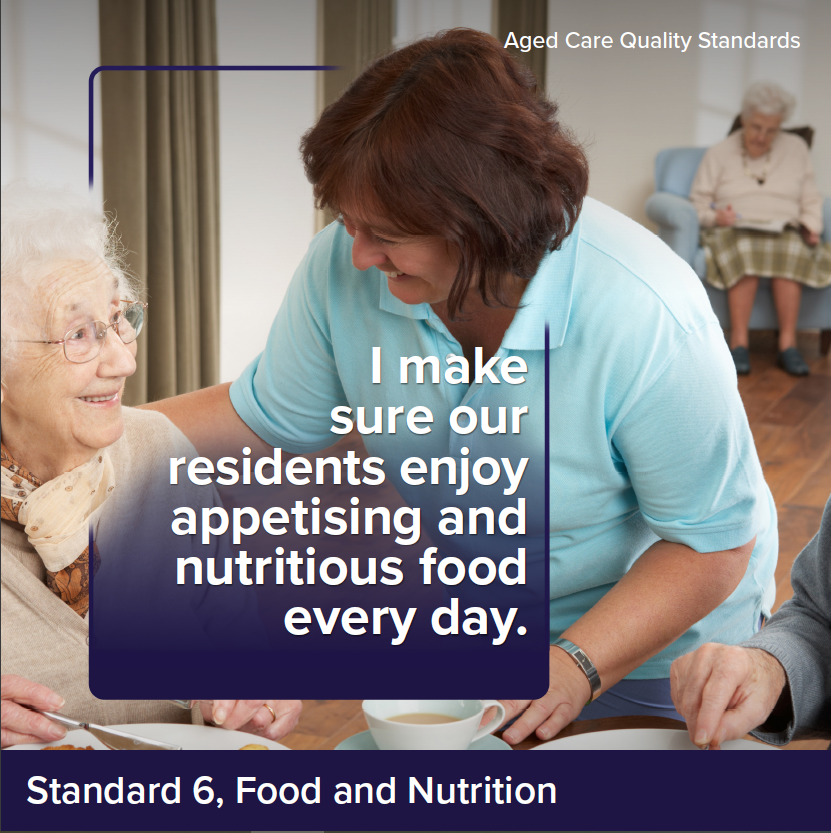 Aged Care Quality Standards
I make
sure our
residents enjoy
appetising and
nutritious food
every day.
Standard 6, Food and Nutrition